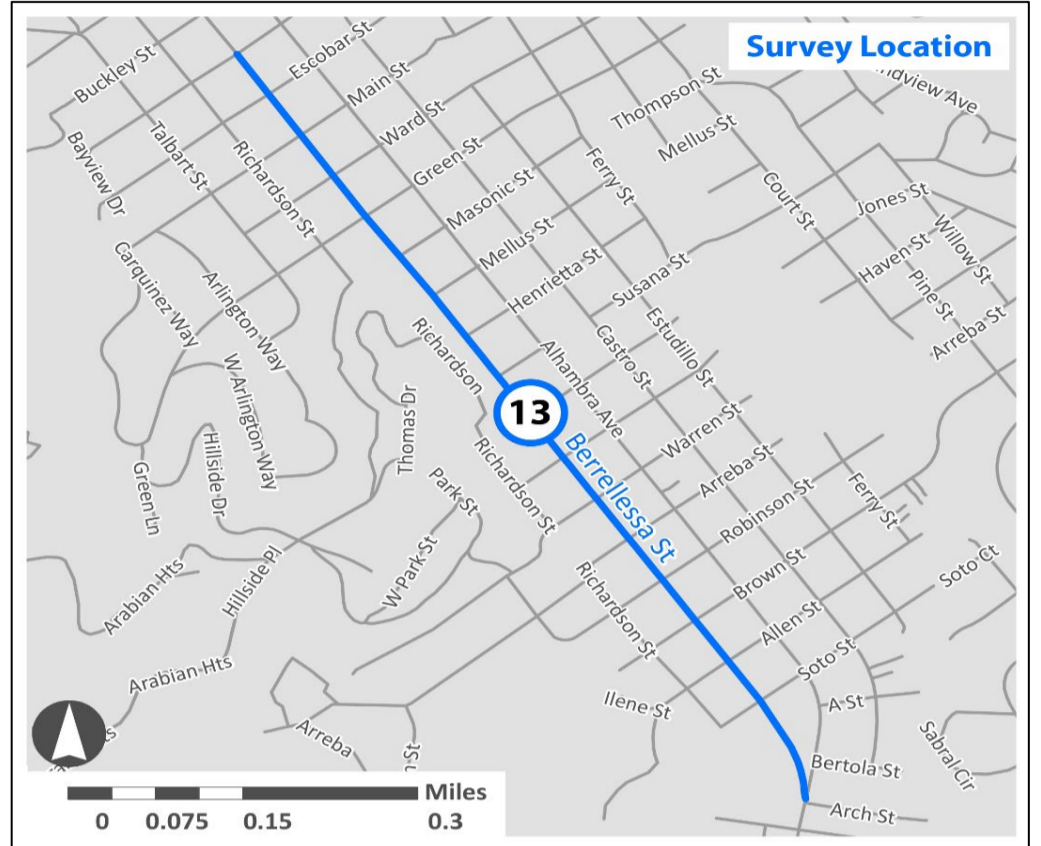 Survey Location
Buckley St
Escobar St
Main St
Thompson St
ndview Ave
Bayview Dr
Talbart St
Richardson St
Ward St
Green St
Ferry St
Mellus St
Masonic St
Court St
Jones St
Mellus St
Willow St
Haven St
Carquinez Way
Arlington Way
Henrietta St
Susana St
Pine St
Arreba St
Richardson
Estudillo St
Castro St
Alhambra Ave
W Arlington Way
Thomas Dr
13
Warren St
Berrellessa St
Arreba St
Green Ln
Hillside Dr
Park St
Richardson St
Ferry St
Robinson St
W Park St
Brown St
Soto Ct
Arabian Hts
Hillside Pl
Richardson St
Allen St
Soto St
Arabian Hts
Ilene St
A St
Arreba
St
Sabral Cir
Bertola St
Arch St
Miles
0 0.075 0.15 0.3